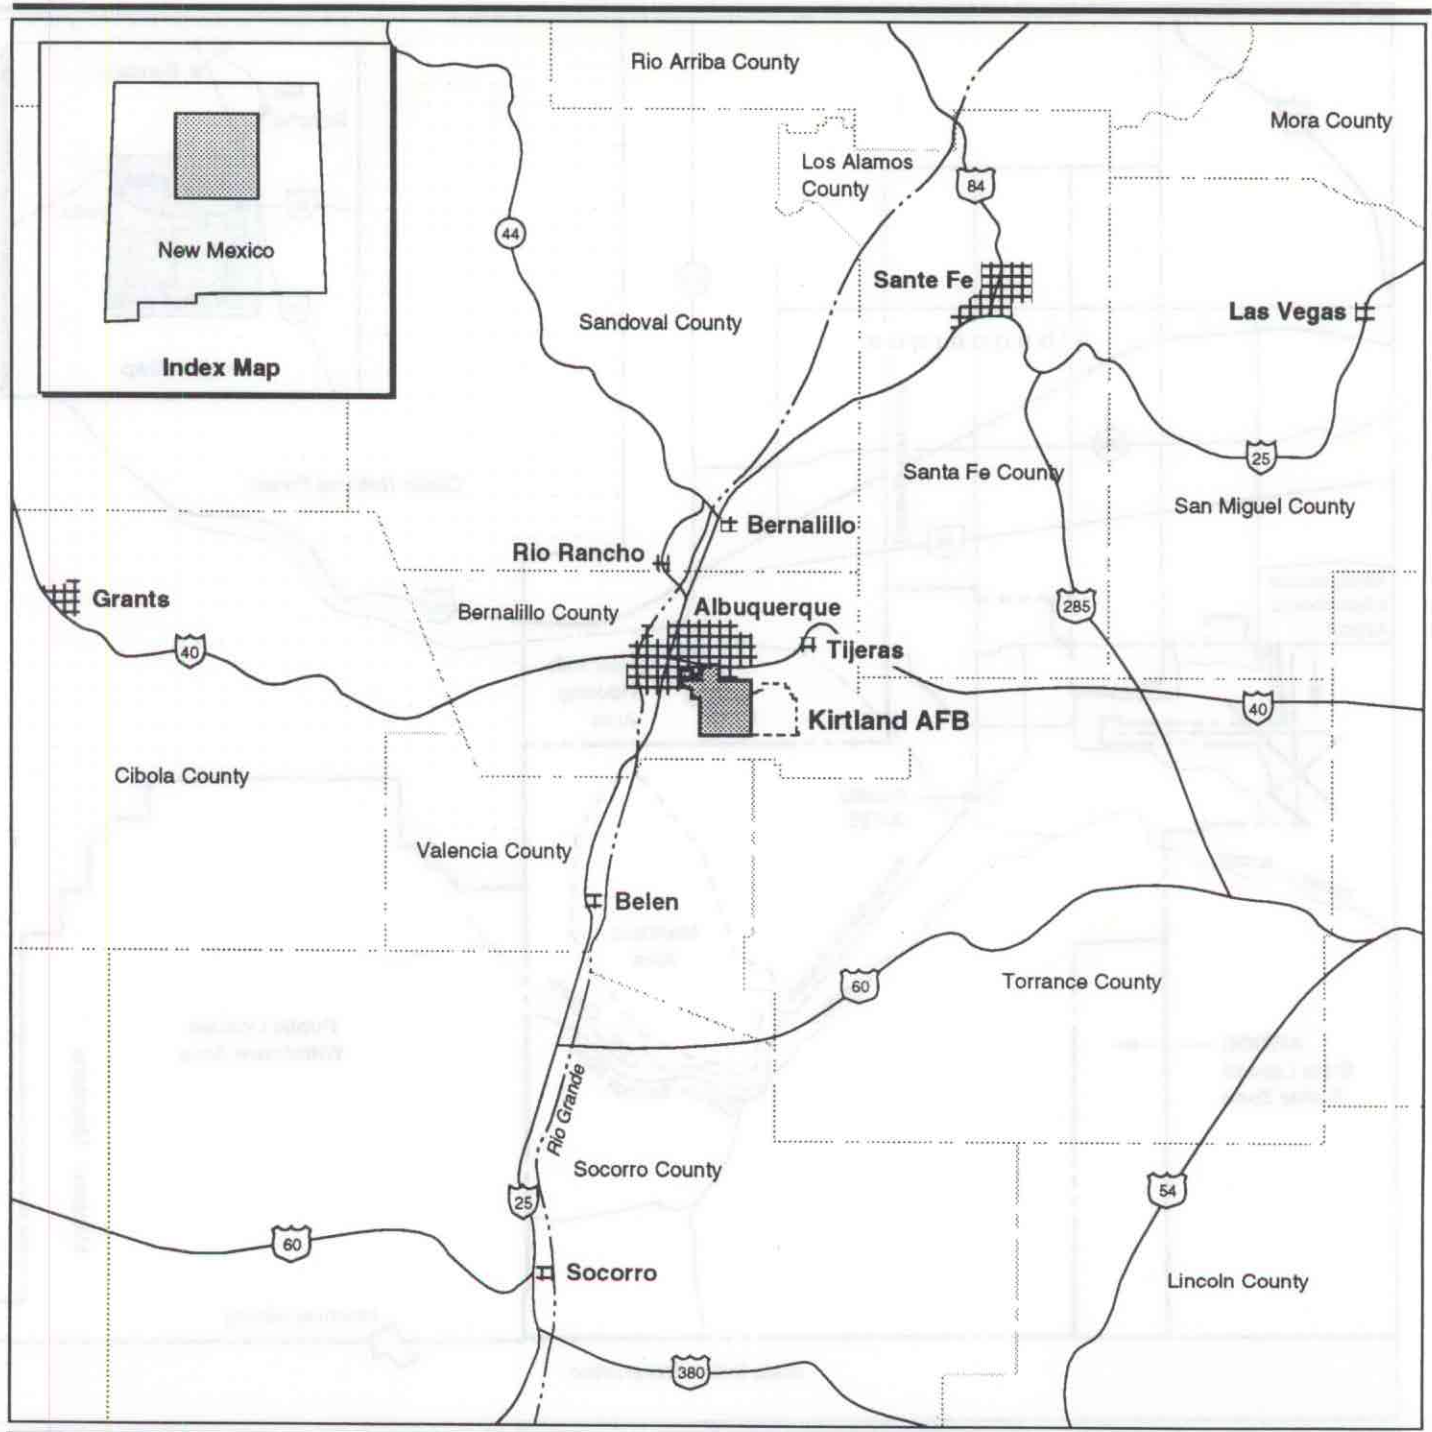 Rio Arriba County
Mora County
Los Alamos
County
84
44
New Mexico
Index Map
Sante Fe
Las Vegas
Sandoval County
25
Santa Fe County
San Miguel County
Bernalillo
Rio Rancho
Grants
Bernalillo County
Albuquerque
285
40
Tijeras
40
Kirtland AFB
Cibola County
Valencia County
Belen
60
Torrance County
Rio Grande
Socorro County
25
54
60
Socorro
Lincoln County
380